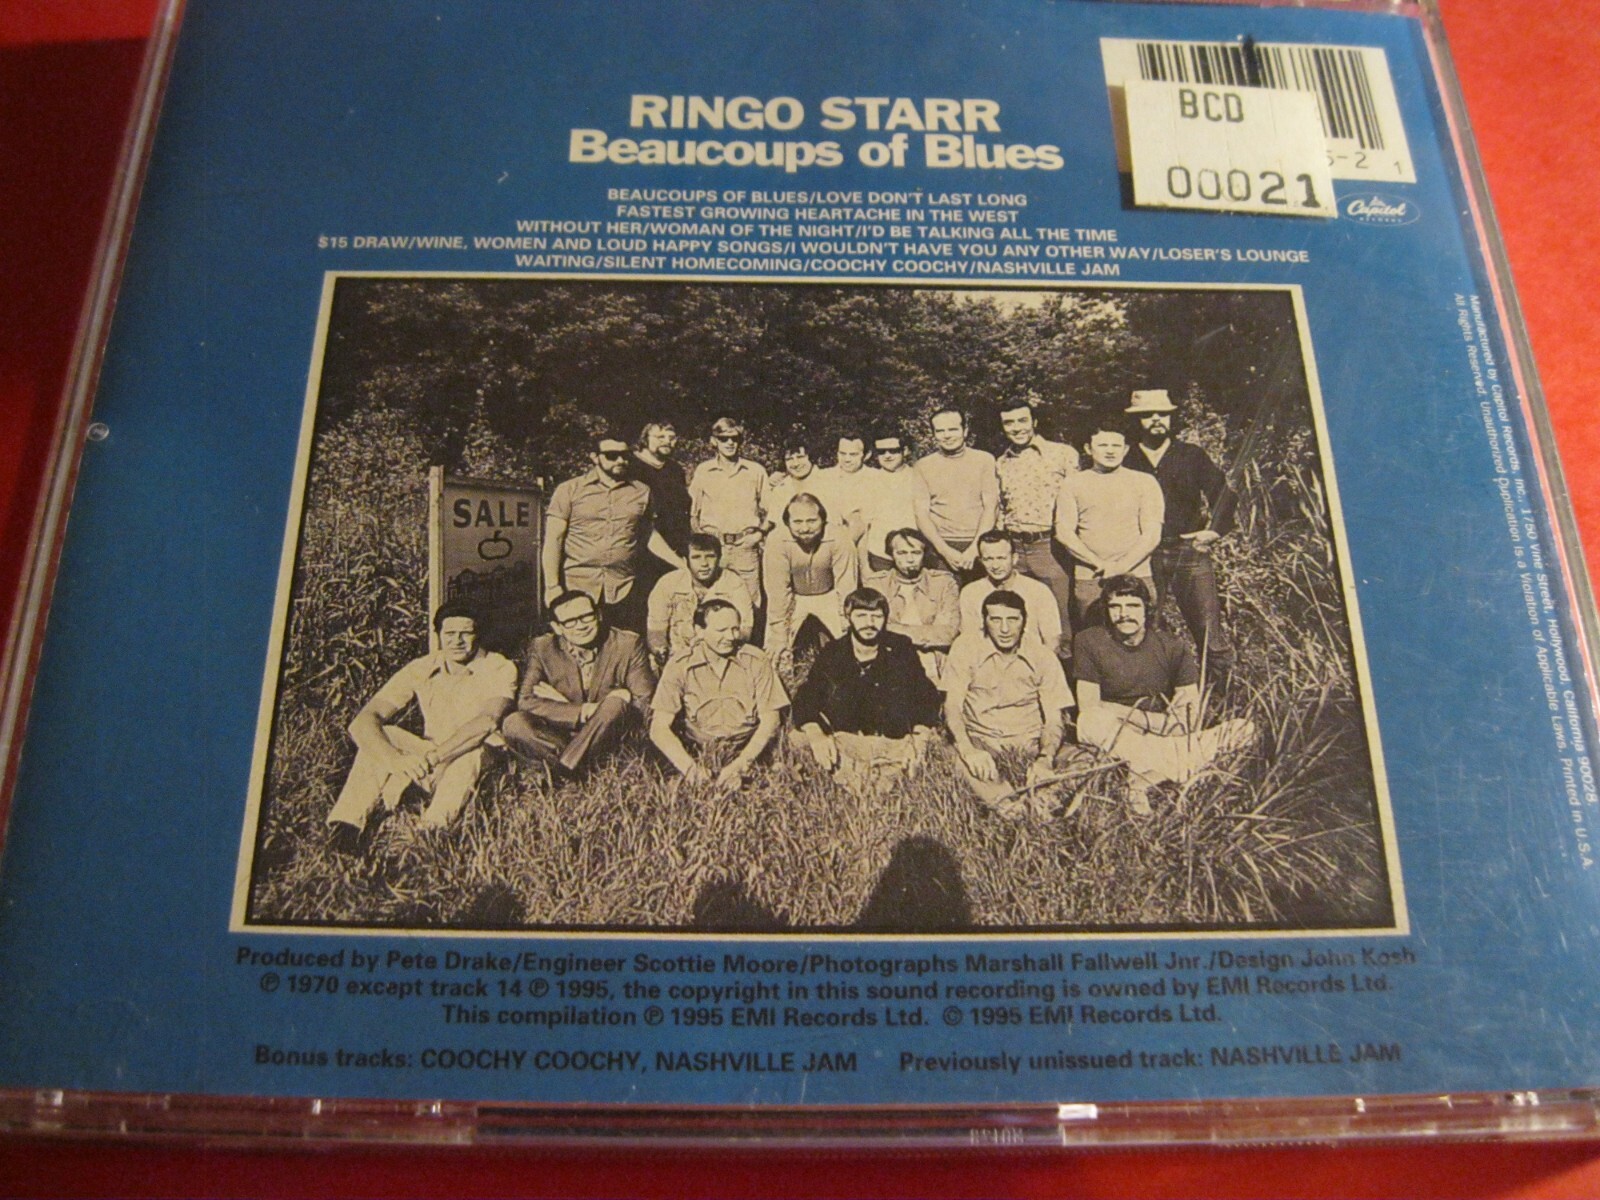 RINGO STARR
Beaucoups of Blues
BEAUCOUPS OF BLUES/LOVE DON'T LAST LONG
FASTEST GROWING HEARTACHE IN THE WEST
WITHOUT HER/WOMAN OF THE NIGHT/I'D BE TALKING ALL THE TIME
$15 DRAW/WINE, WOMEN AND LOUD HAPPY SONGS/I WOULDN'T HAVE YOU ANY OTHER WAY/LOSER'S LOUNGE
WAITING/SILENT HOMECOMING/COOCHY COOCHY/NASHVILLE JAM
BCD
00021
5-2 1
Capitol
RECORDS
SALE
Manufactured by Capitol Records, Inc., 1750 Vine Street, Hollywood, California 90028
All Rights Reserved. Unauthorized Duplication is a Violation of Applicable Laws. Printed in U.S.A
Produced by Pete Drake/Engineer Scottie Moore/Photographs Marshall Fallwell Jnr./Design John Kosh
℗ 1970 except track 14 ℗ 1995, the copyright in this sound recording is owned by EMI Records Ltd.
This compilation ℗ 1995 EMI Records Ltd. © 1995 EMI Records Ltd.
Bonus tracks: COOCHY COOCHY, NASHVILLE JAM Previously unissued track: NASHVILLE JAM